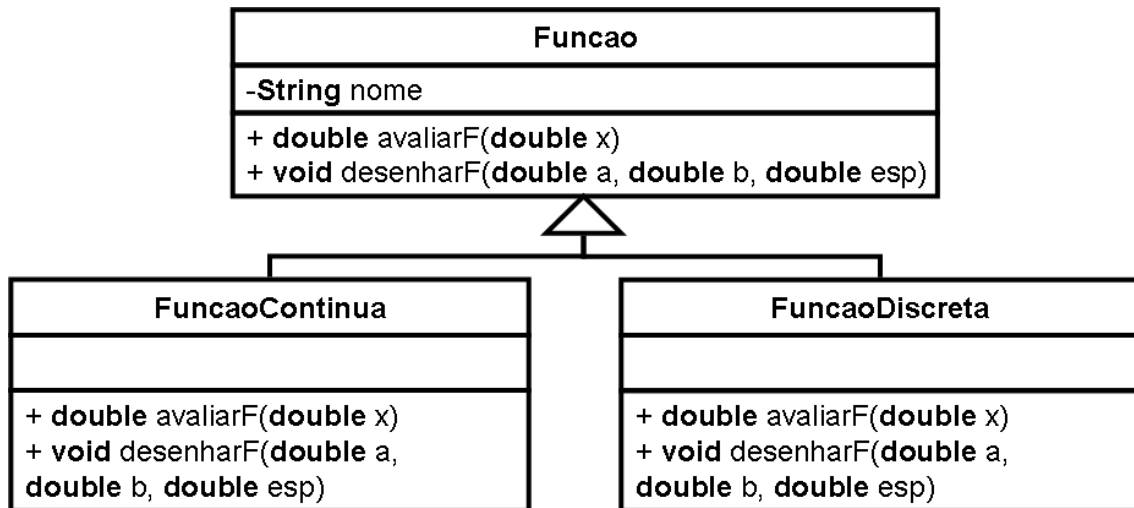 Funcao
-String nome
+ double avaliarF(double x)
+ void desenharF(double a, double b, double esp)
FuncaoContinua
+ double avaliarF(double x)
+ void desenharF(double a,
double b, double esp)
FuncaoDiscreta
+ double avaliarF(double x)
+ void desenharF(double a,
double b, double esp)